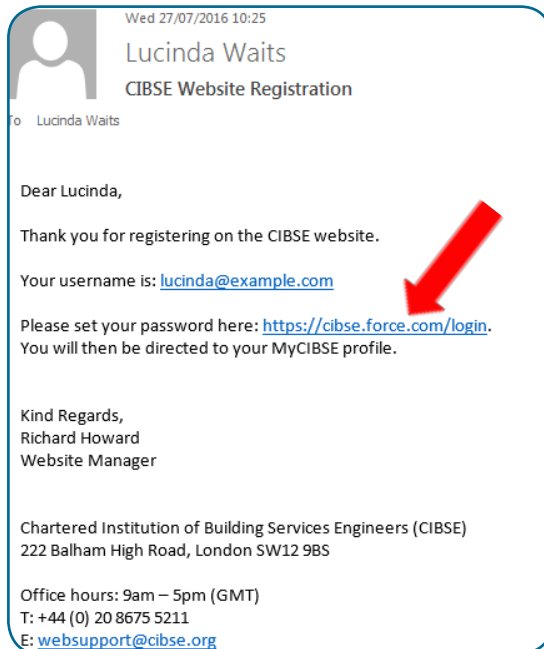 Wed 27/07/2016 10:25
Lucinda Waits
CIBSE Website Registration
To Lucinda Waits
Dear Lucinda,
Thank you for registering on the CIBSE website.
Your username is: lucinda@example.com
Please set your password here: https://cibse.force.com/login.
You will then be directed to your MyCIBSE profile.
Kind Regards,
Richard Howard
Website Manager
Chartered Institution of Building Services Engineers (CIBSE)
222 Balham High Road, London SW12 9BS
Office hours: 9am – 5pm (GMT)
T: +44 (0) 20 8675 5211
E: websupport@cibse.org